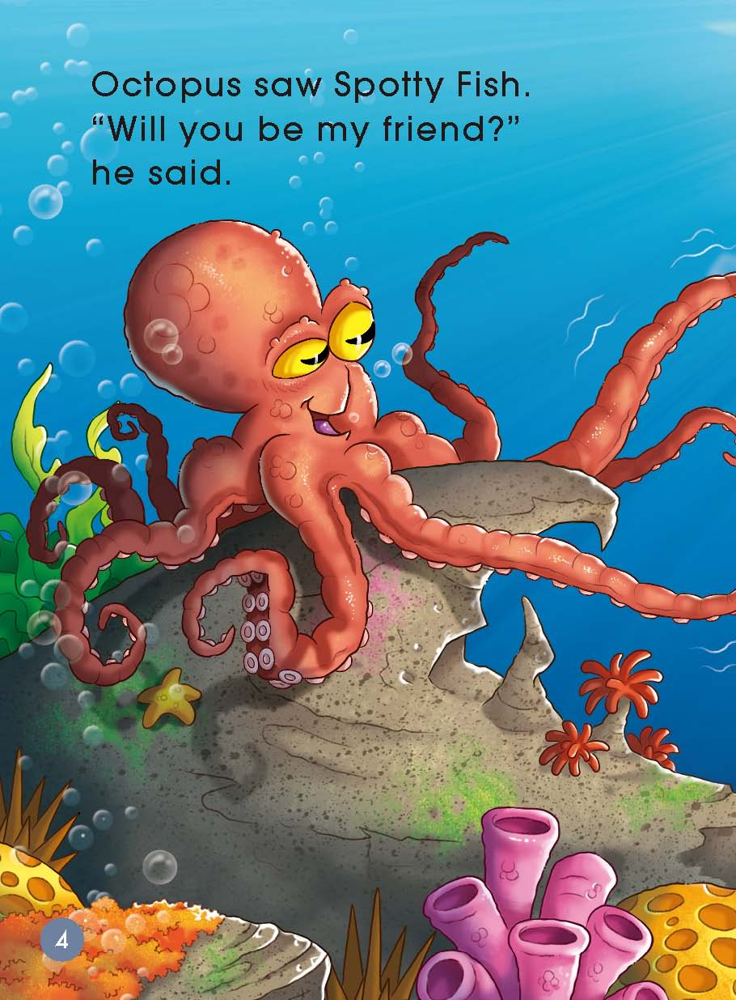 Octopus saw Spotty Fish.
“Will you be my friend?”
he said.
4